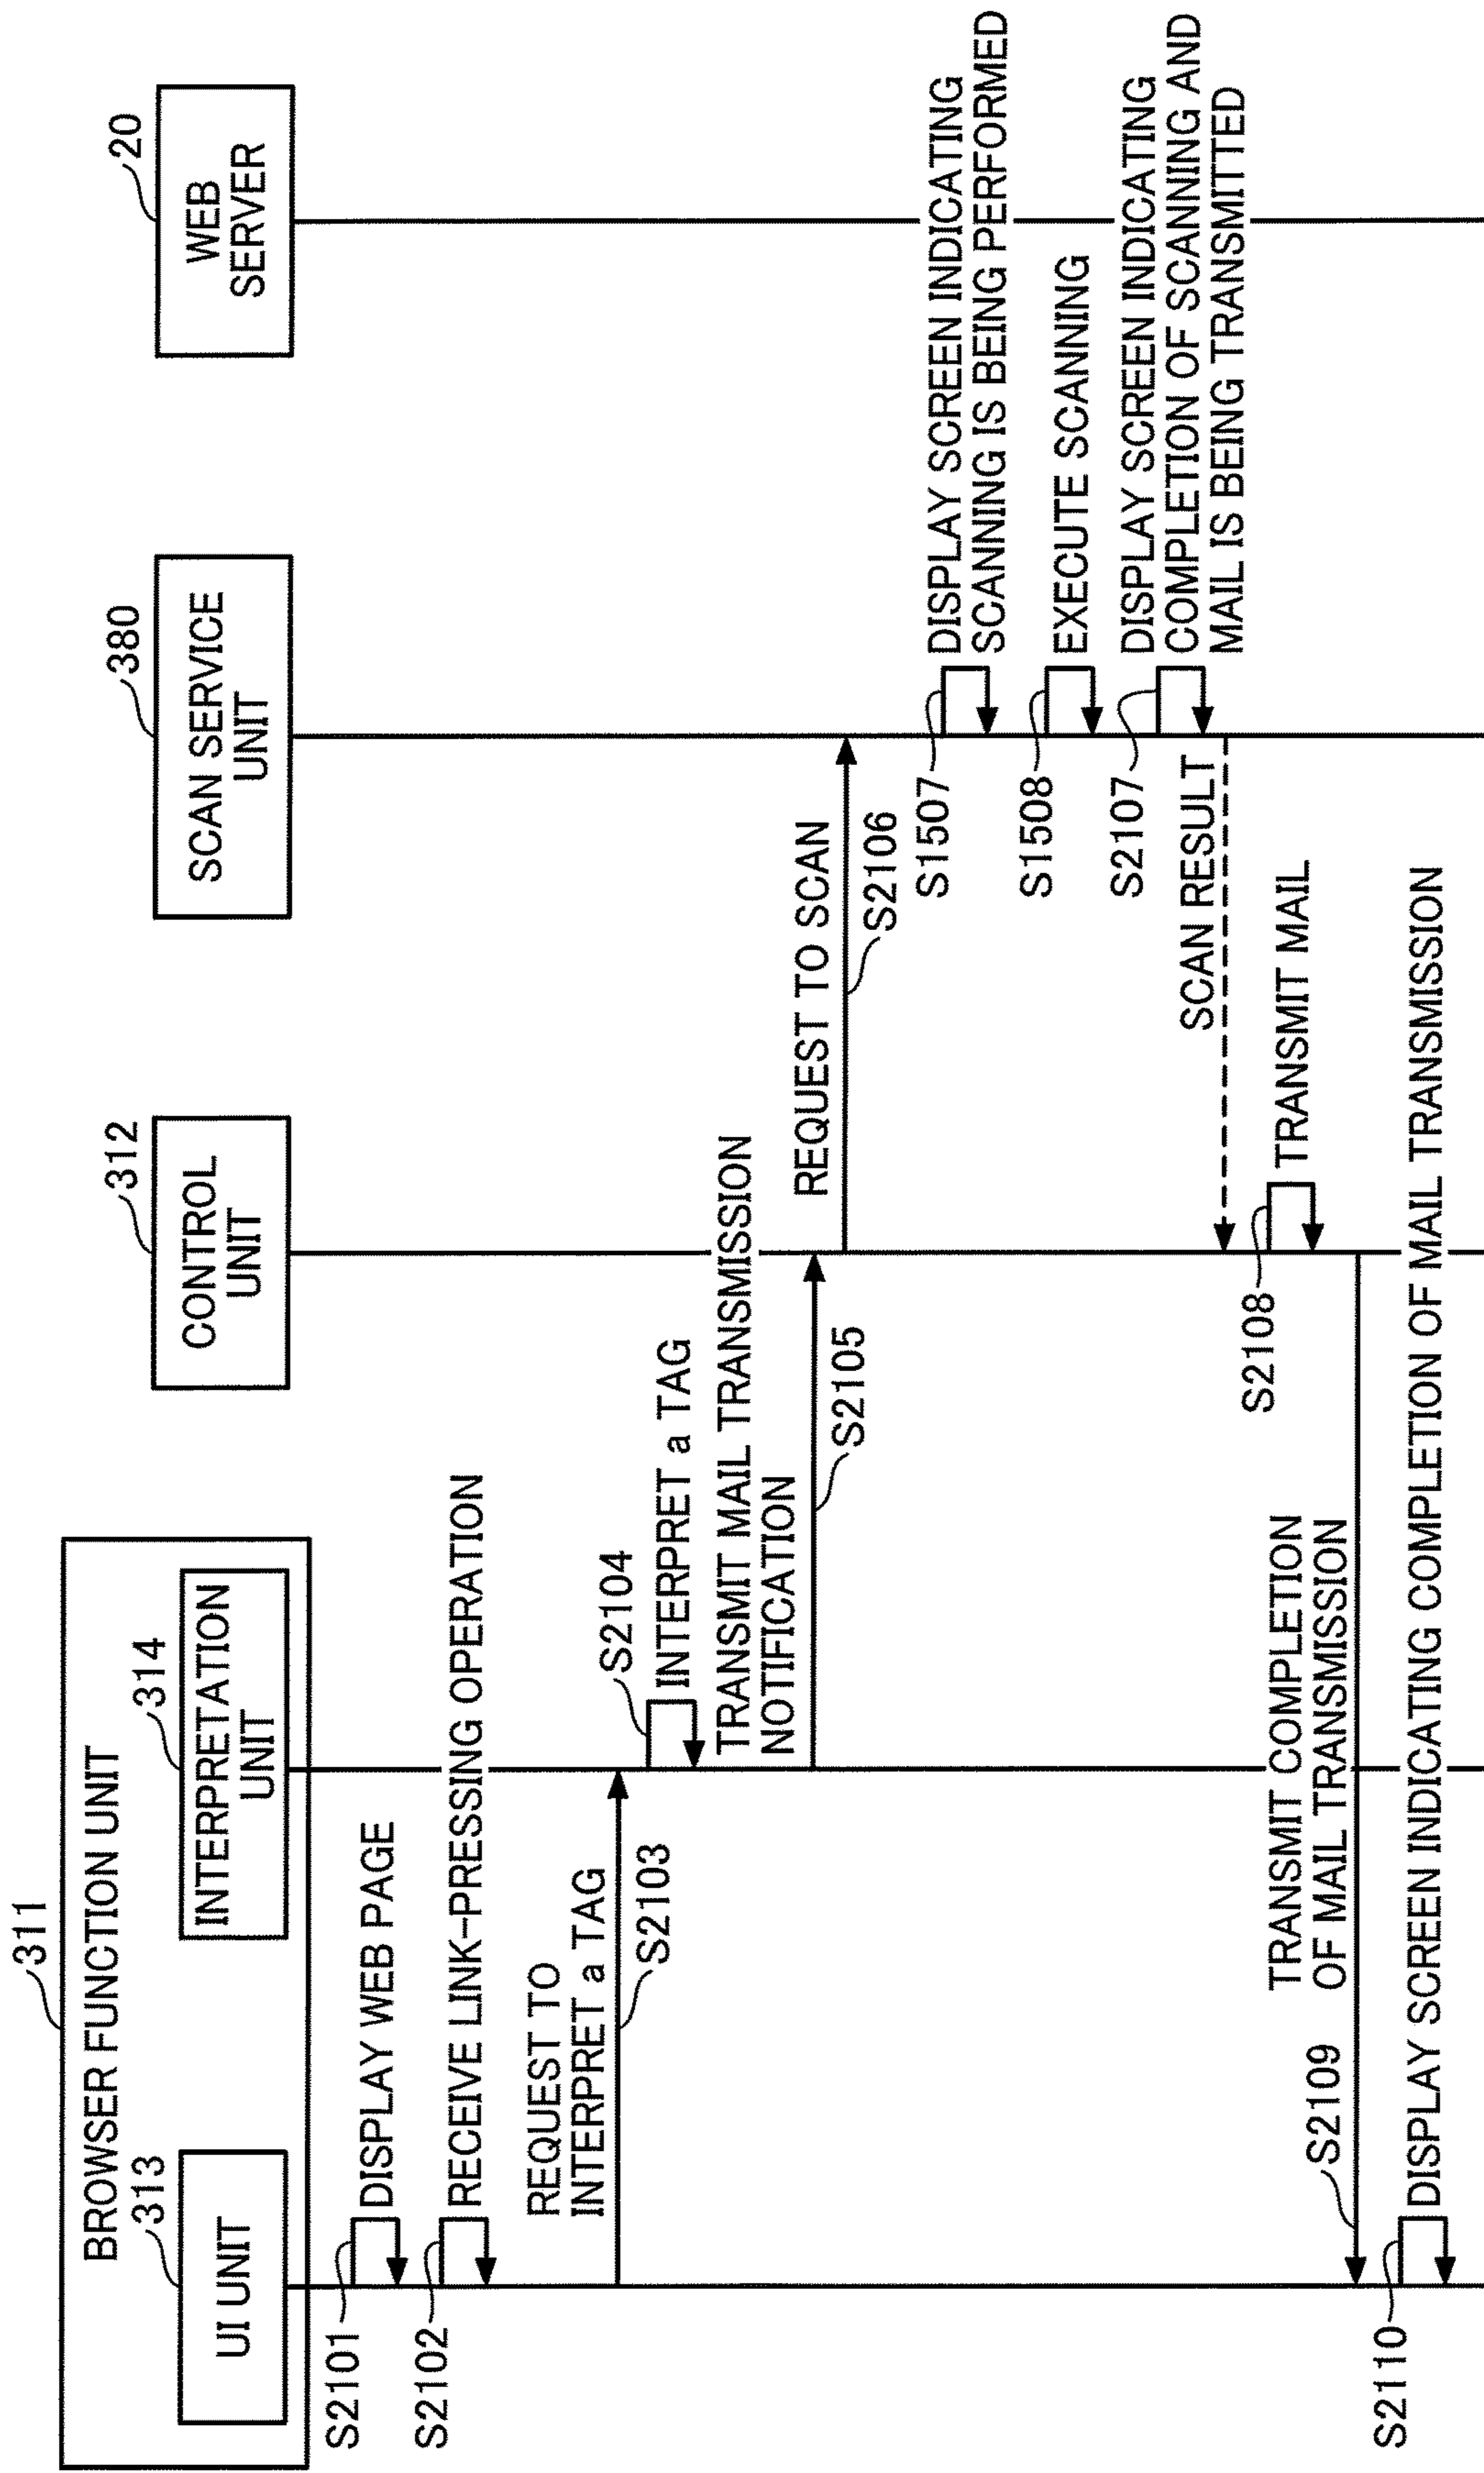 311
BROWSER FUNCTION UNIT
313
UI UNIT
314
INTERPRETATION
UNIT
312
CONTROL
UNIT
380
SCAN SERVICE
UNIT
20
WEB
SERVER
S2101
DISPLAY WEB PAGE
S2102
RECEIVE LINK-PRESSING OPERATION
REQUEST TO
INTERPRET a TAG
S2103
S2104
INTERPRET a TAG
TRANSMIT MAIL TRANSMISSION
NOTIFICATION
S2105
REQUEST TO SCAN
S2106
S1507
DISPLAY SCREEN INDICATING
SCANNING IS BEING PERFORMED
S1508
EXECUTE SCANNING
S2107
DISPLAY SCREEN INDICATING
COMPLETION OF SCANNING AND
MAIL IS BEING TRANSMITTED
SCAN RESULT
S2108
TRANSMIT MAIL
TRANSMIT COMPLETION
OF MAIL TRANSMISSION
S2109
S2110
DISPLAY SCREEN INDICATING COMPLETION OF MAIL TRANSMISSION